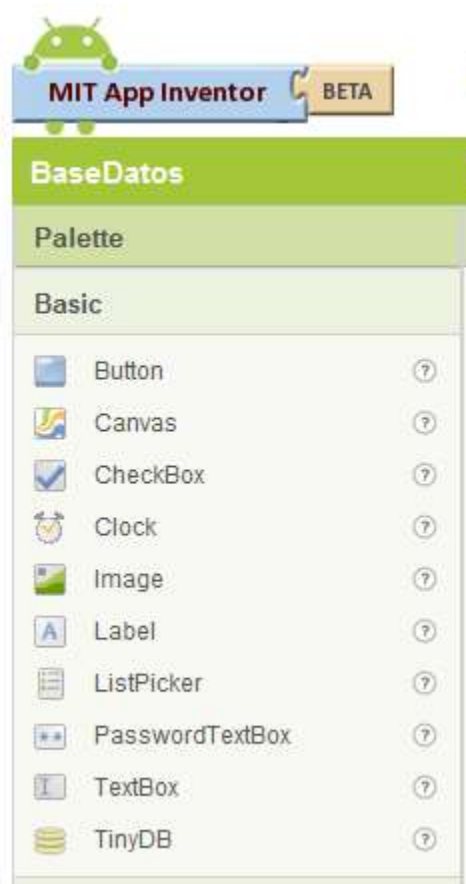 MIT App Inventor BETA
BaseDatos
Palette
Basic
Button ?
Canvas ?
CheckBox ?
Clock ?
Image ?
A Label ?
ListPicker ?
** PasswordTextBox ?
I TextBox ?
TinyDB ?